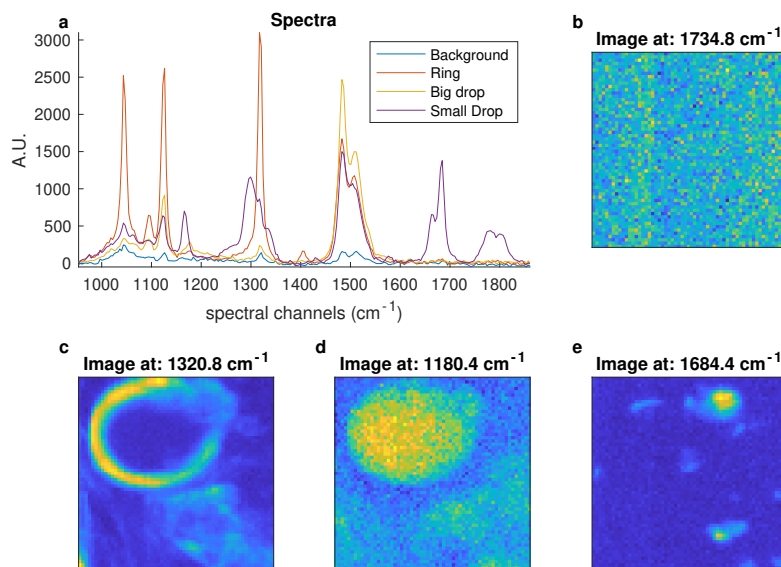 a
Spectra
3000
2500
2000
1500
1000
500
0
A.U.
1000 1100 1200 1300 1400 1500 1600 1700 1800
spectral channels (cm-1)
Background
Ring
Big drop
Small Drop
b
Image at: 1734.8 cm-1
c
Image at: 1320.8 cm-1
d
Image at: 1180.4 cm-1
e
Image at: 1684.4 cm-1